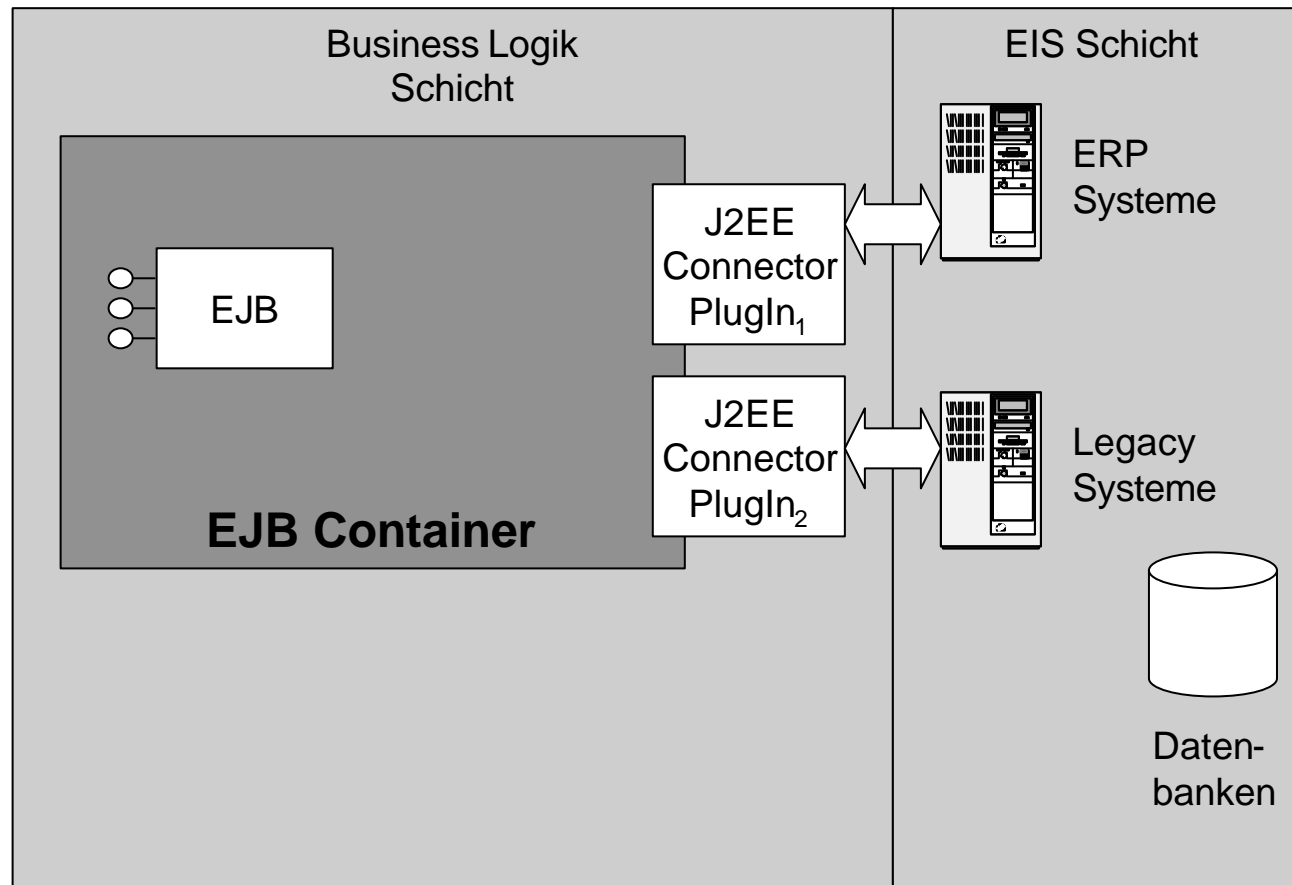 Business Logik
Schicht
EIS Schicht
ERP
Systeme
J2EE
Connector
PlugIn₁
EJB
J2EE
Connector
PlugIn₂
Legacy
Systeme
EJB Container
Daten-
banken